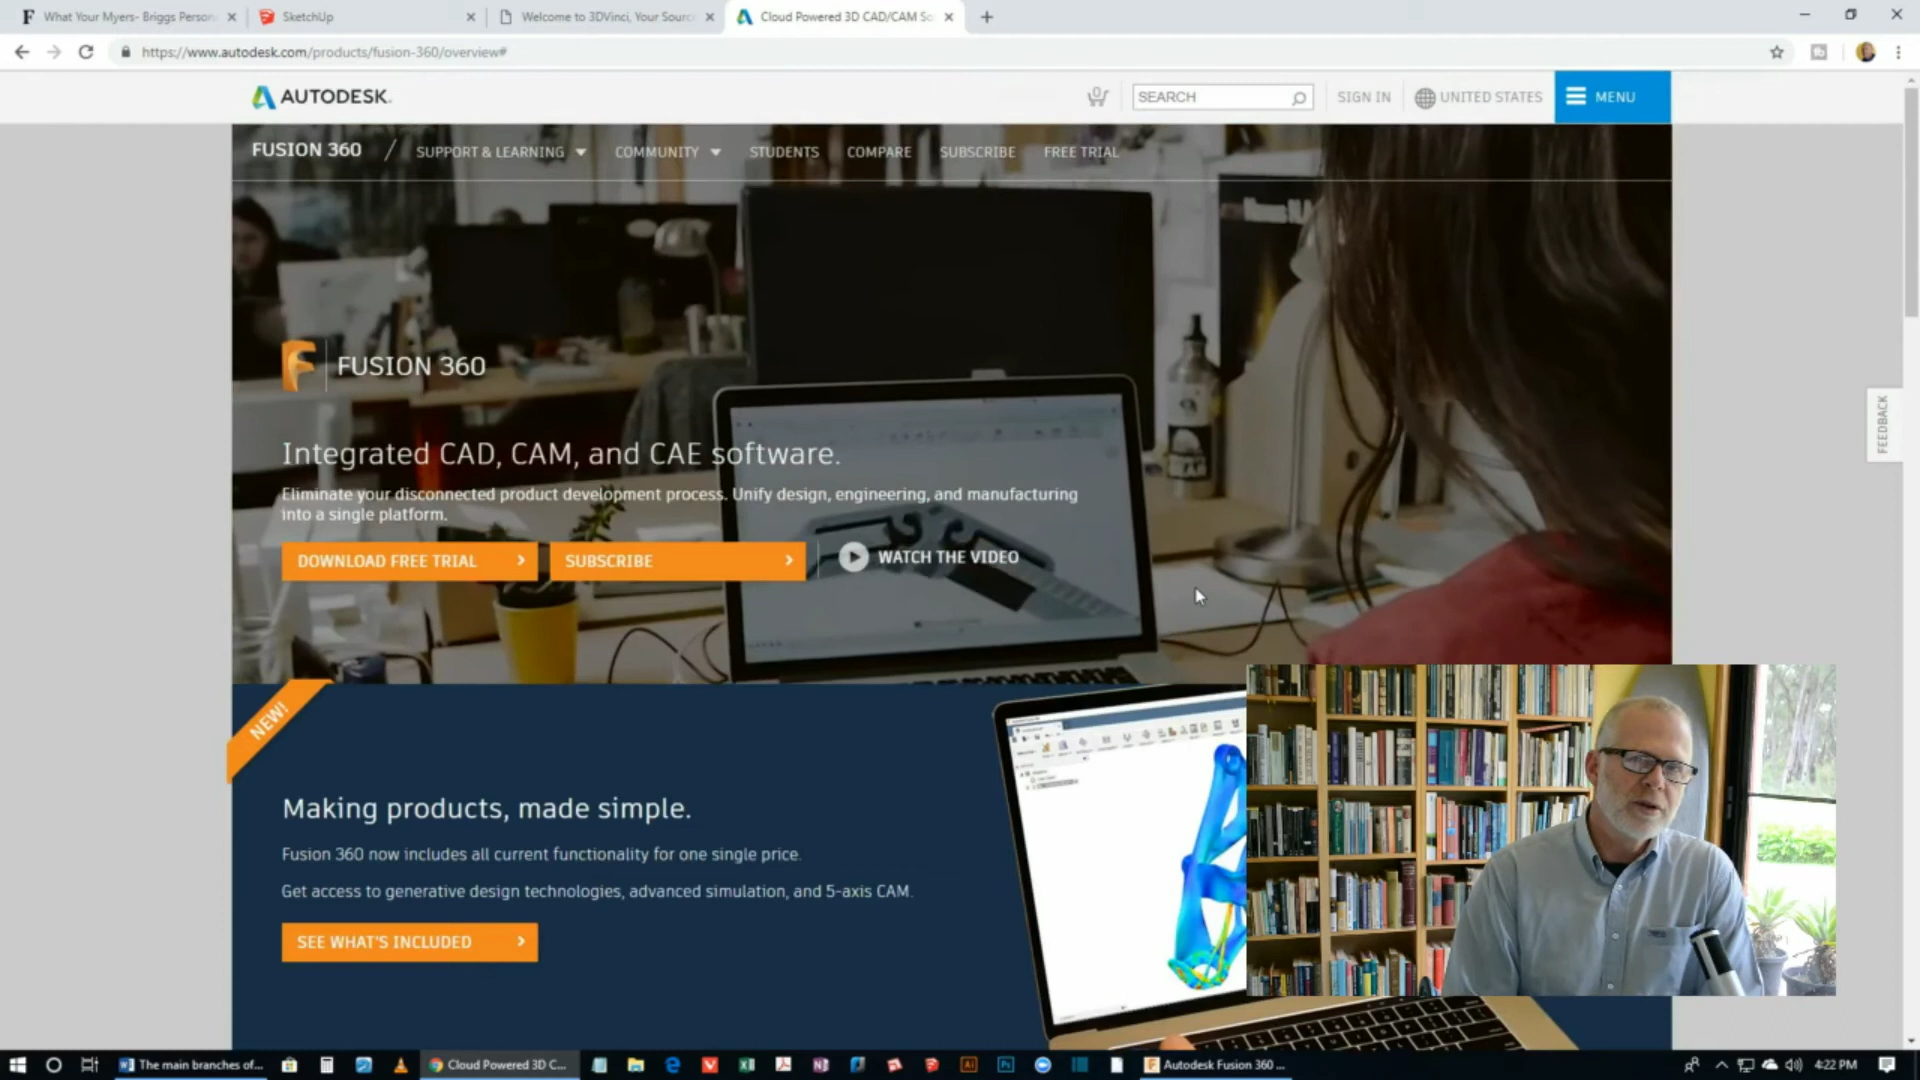 What Your Myers- Briggs Person
SketchUp
Welcome to 3DVinci, Your Sourc
Cloud Powered 3D CAD/CAM So
https://www.autodesk.com/products/fusion-360/overview#
AUTODESK.
0
SEARCH
SIGN IN
UNITED STATES
MENU
FUSION 360 / SUPPORT & LEARNING COMMUNITY STUDENTS COMPARE SUBSCRIBE FREE TRIAL
FUSION 360
Integrated CAD, CAM, and CAE software.
Eliminate your disconnected product development process. Unify design, engineering, and manufacturing
into a single platform.
DOWNLOAD FREE TRIAL
SUBSCRIBE
WATCH THE VIDEO
FEEDBACK
NEW!
Making products, made simple.
Fusion 360 now includes all current functionality for one single price.
Get access to generative design technologies, advanced simulation, and 5-axis CAM.
SEE WHAT'S INCLUDED
The main branches of...
Cloud Powered 3D C...
Autodesk Fusion 360 ...
4:22 PM